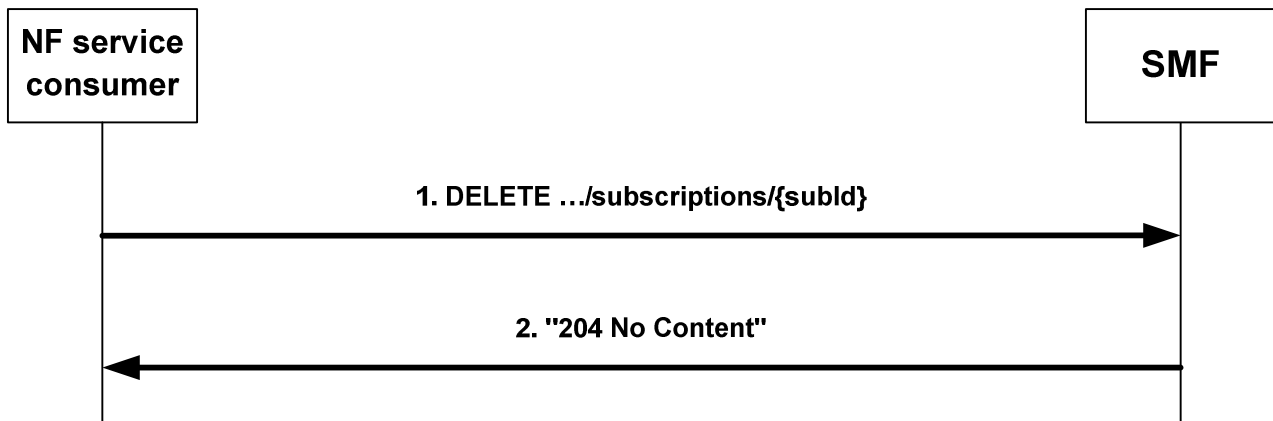 NF service
consumer
SMF
1. DELETE …/subscriptions/{subId}
2. "204 No Content"